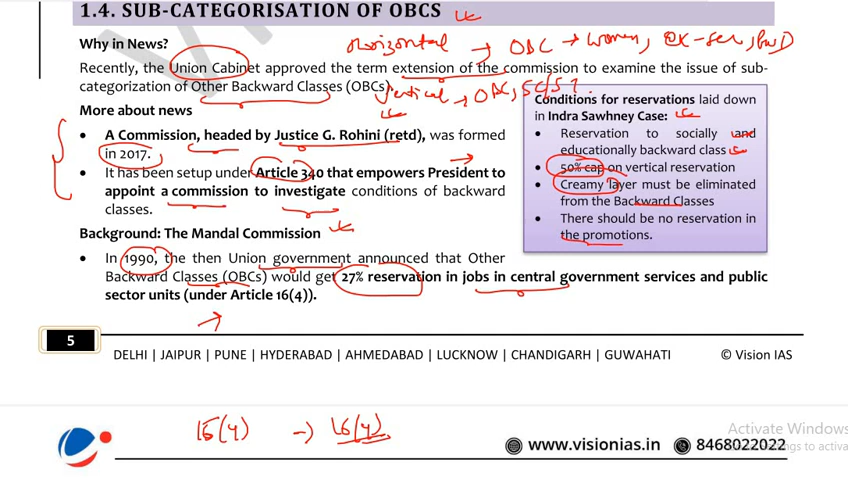 1.4. SUB-CATEGORISATION OF OBCS
Why in News?
Horizontal → OBC → women, ex-ser, PwD
Recently, the Union Cabinet approved the term extension of the commission to examine the issue of sub-
categorization of Other Backward Classes (OBCs).
Vertical → OBC, SC/ST.
More about news
• A Commission, headed by Justice G. Rohini (retd), was formed
in 2017.
• It has been setup under Article 340 that empowers President to
appoint a commission to investigate conditions of backward
classes.
Conditions for reservations laid down
in Indra Sawhney Case:
• Reservation to socially and
educationally backward class
• 50% cap on vertical reservation
• Creamy layer must be eliminated
from the Backward Classes
• There should be no reservation in
the promotions.
Background: The Mandal Commission
• In 1990, the then Union government announced that Other
Backward Classes (OBCs) would get 27% reservation in jobs in central government services and public
sector units (under Article 16(4)).
5
DELHI | JAIPUR | PUNE | HYDERABAD | AHMEDABAD | LUCKNOW | CHANDIGARH | GUWAHATI
© Vision IAS
15(4) → 16(4)
Activate Windows
www.visionias.in
8468022022